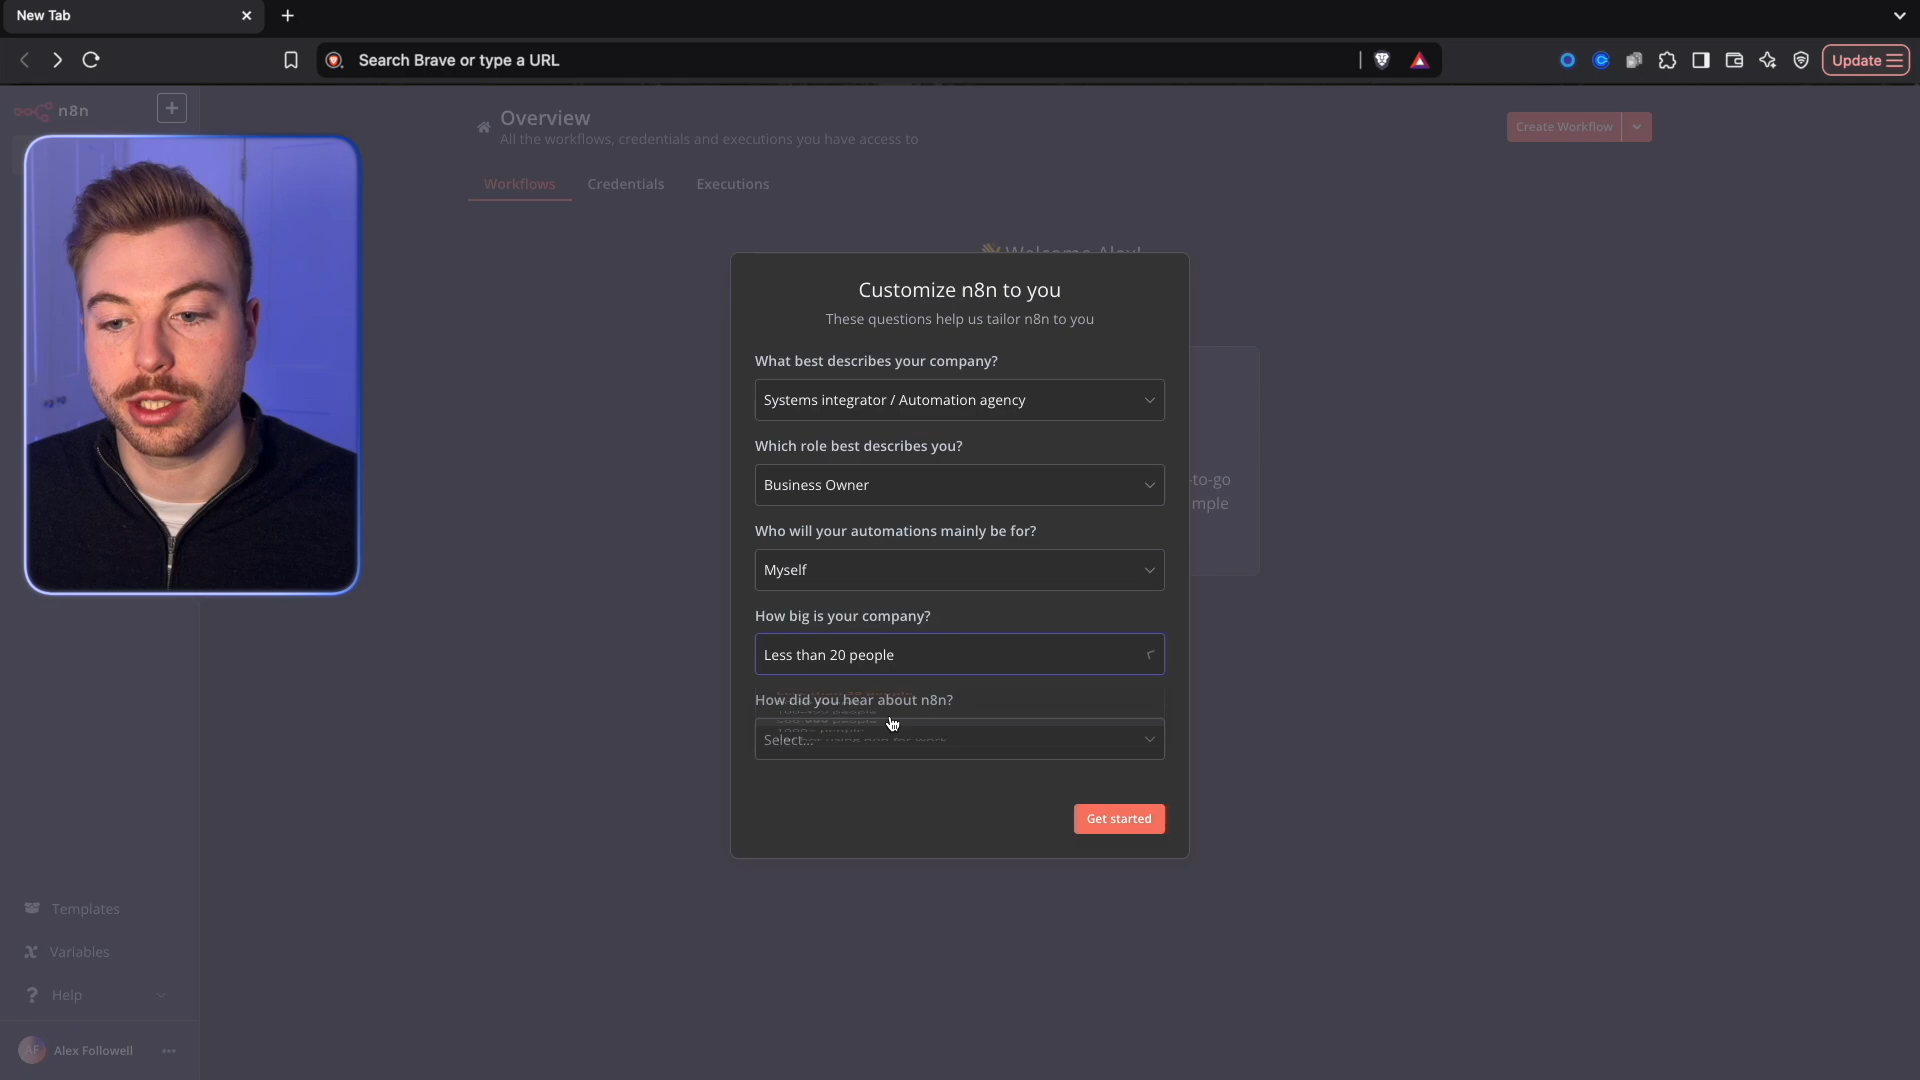 New Tab
Search Brave or type a URL
Update
n8n
Overview
All the workflows, credentials and executions you have access to
Create Workflow
Workflows
Credentials
Executions
Welcome Alex!
Customize n8n to you
These questions help us tailor n8n to you
What best describes your company?
Systems integrator / Automation agency
Which role best describes you?
Business Owner
-to-go
mple
Who will your automations mainly be for?
Myself
How big is your company?
Less than 20 people
How did you hear about n8n?
Select...
Get started
Templates
Variables
Help
AF
Alex Followell